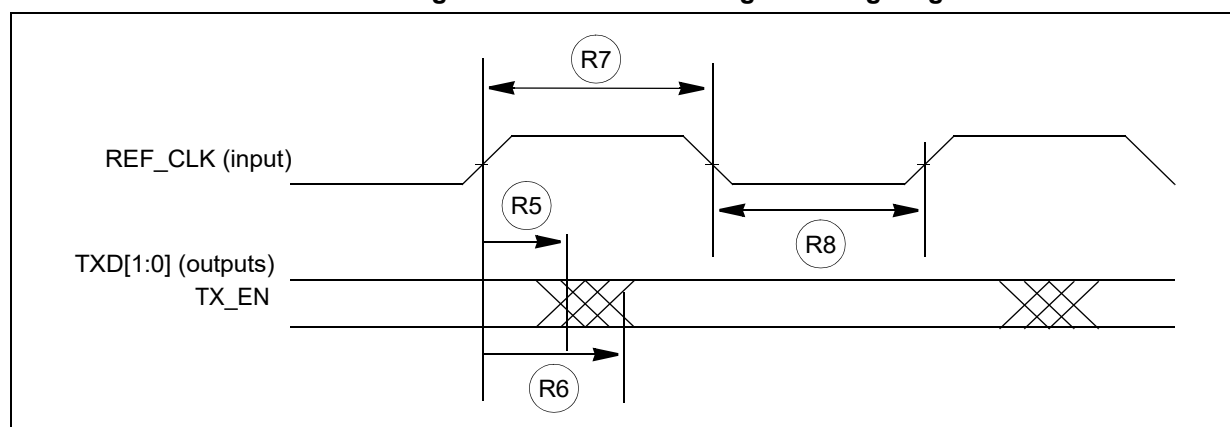 R7
REF_CLK (input)
R5
R8
TXD[1:0] (outputs)
TX_EN
R6